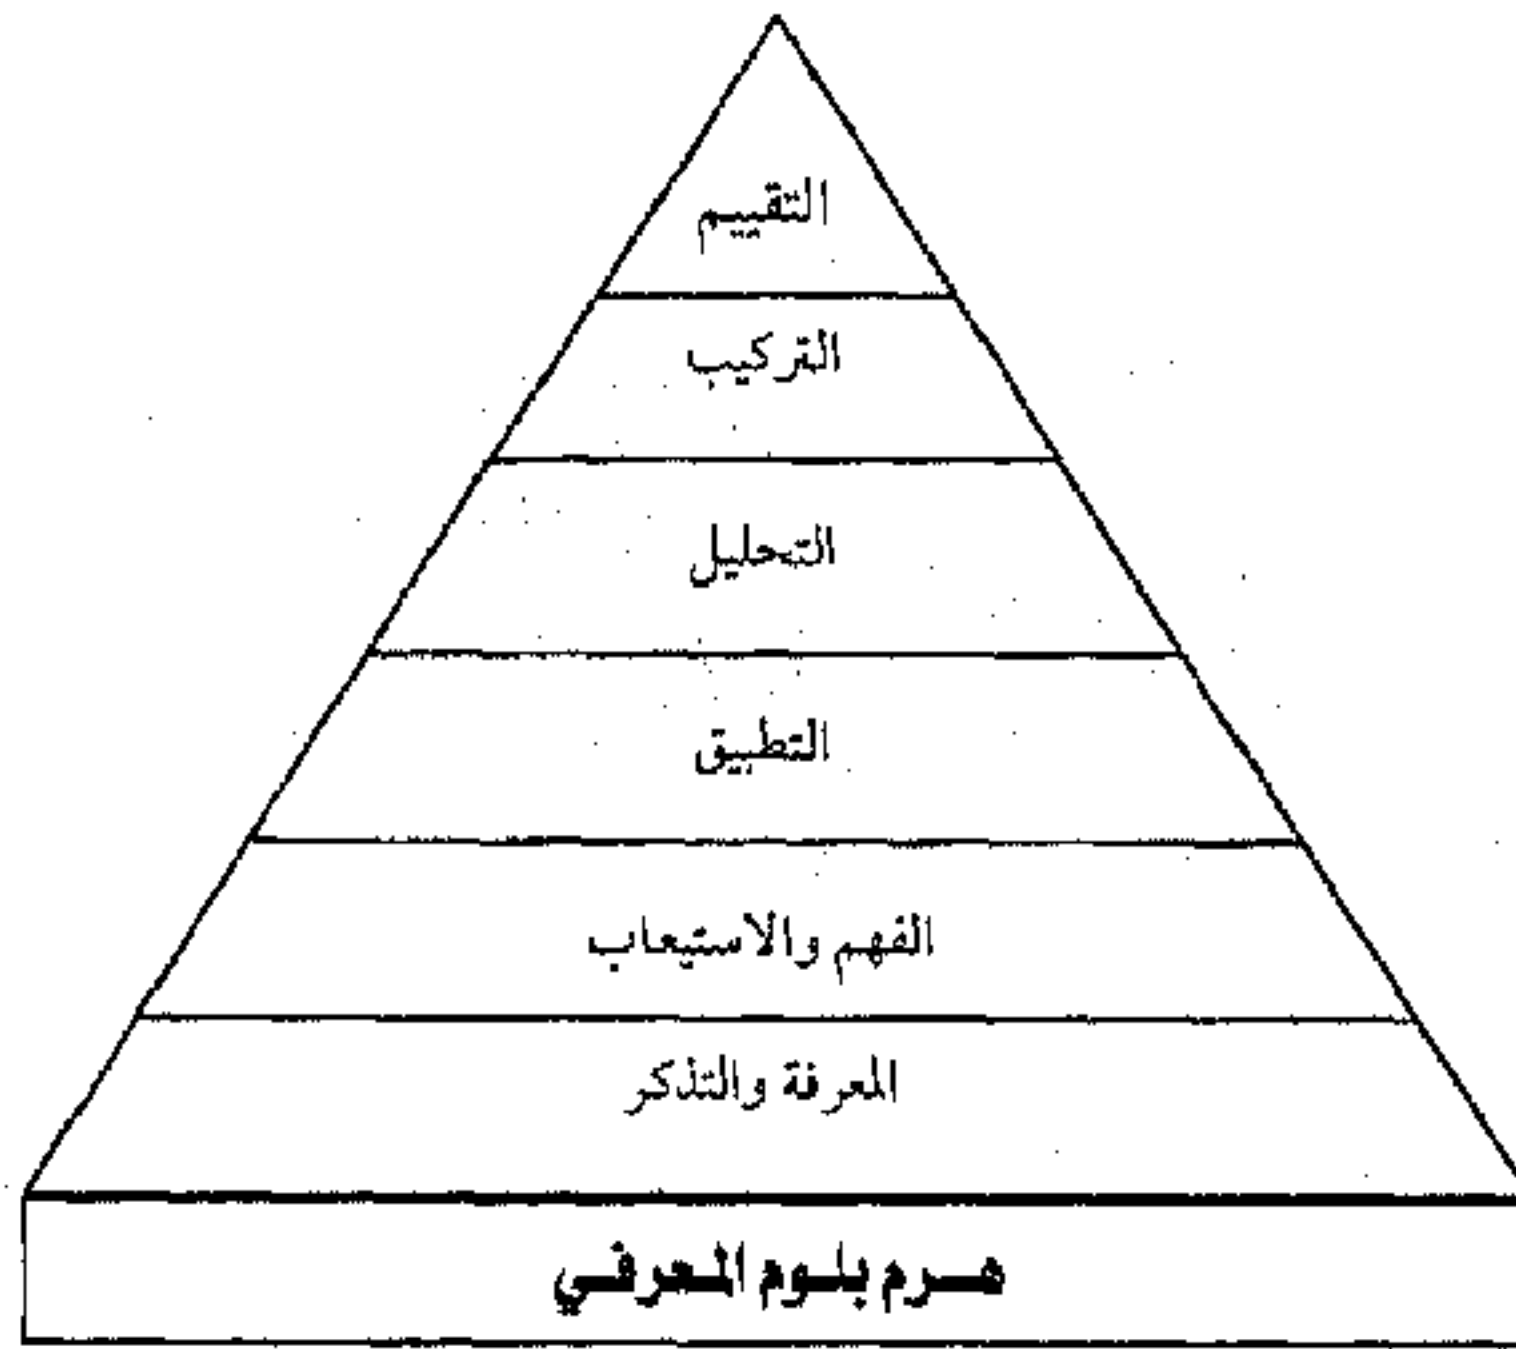 التقييم
التركيب
التحليل
التطبيق
الفهم والاستيعاب
المعرفة والتذكر
هرم بلوم المعرفي